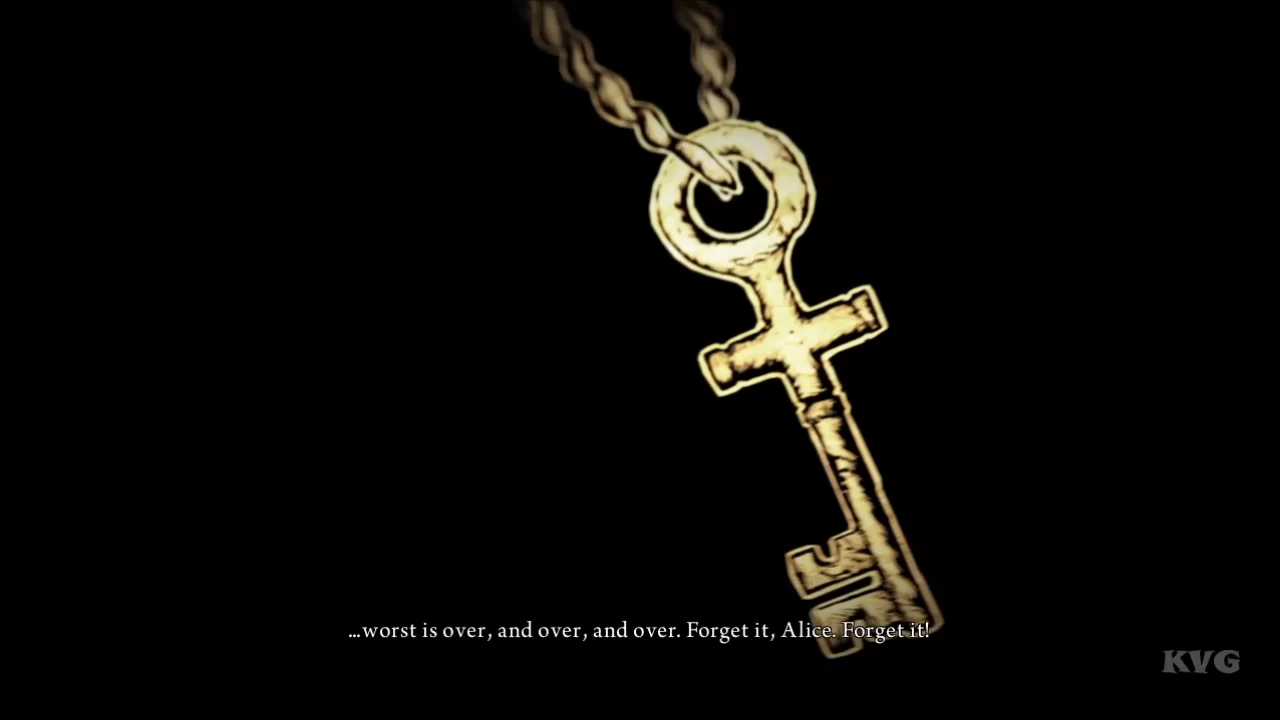 ...worst is over, and over, and over. Forget it, Alice. Forget it!
KVG